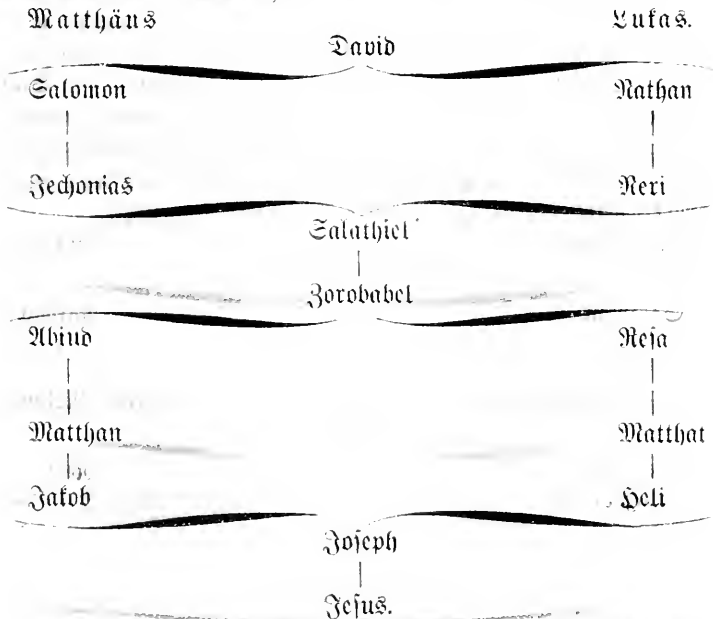 Matthäus Lukas.
David
Salomon Nathan
Jechonias Neri
Salathiel
Zorobabel
Abiud Resa
Matthan Matthat
Jakob Heli
Joseph
Jesus.